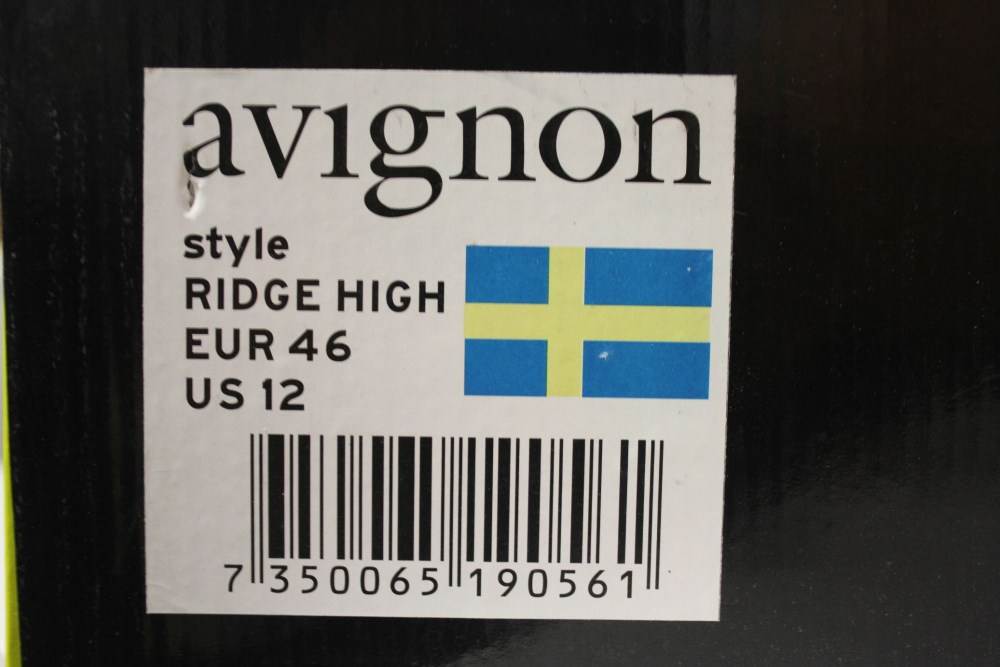 avignon
style
RIDGE HIGH
EUR 46
US 12
7 350065 190561